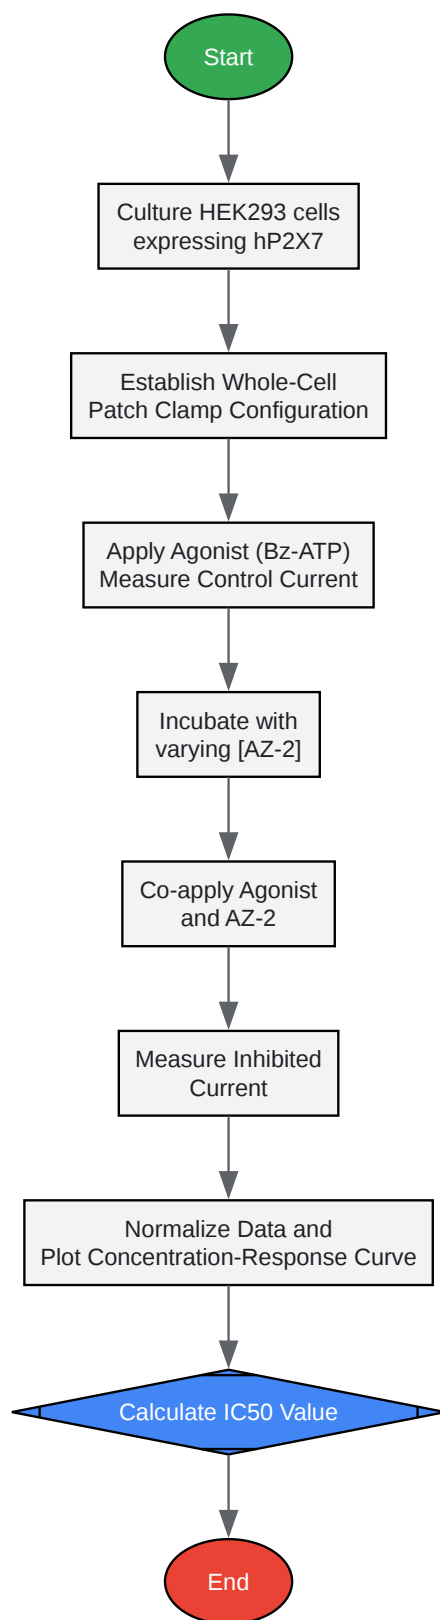 Start
Culture HEK293 cells
expressing hP2X7
Establish Whole-Cell
Patch Clamp Configuration
Apply Agonist (Bz-ATP)
Measure Control Current
Incubate with
varying [AZ-2]
Co-apply Agonist
and AZ-2
Measure Inhibited
Current
Normalize Data and
Plot Concentration-Response Curve
Calculate IC50 Value
End